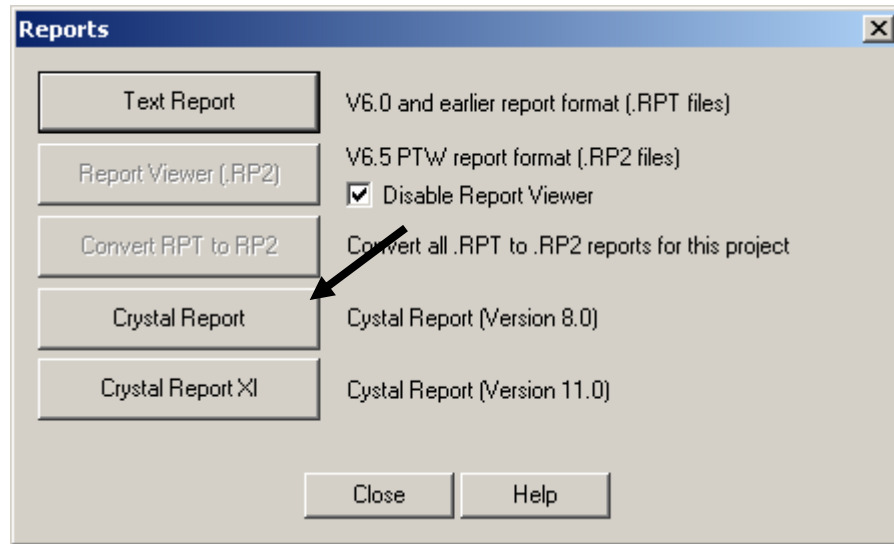 Reports
Text Report V6.0 and earlier report format (.RPT files)
Report Viewer (.RP2) V6.5 PTW report format (.RP2 files)
Disable Report Viewer
Convert RPT to RP2 Convert all .RPT to .RP2 reports for this project
Crystal Report Cystal Report (Version 8.0)
Crystal Report XI Cystal Report (Version 11.0)
Close Help